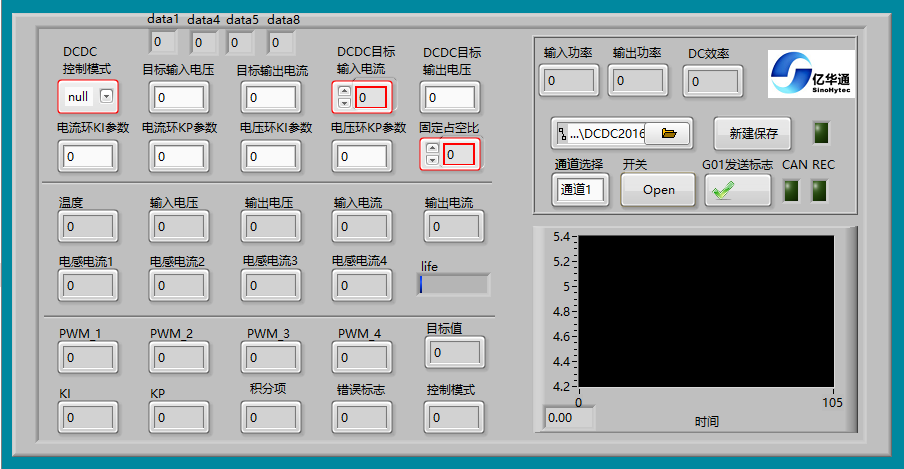 data1 data4 data5 data8
0 0 0 0
DCDC
控制模式
目标输入电压
目标输出电流
DCDC目标
输入电流
DCDC目标
输出电压
null 0 0 0 0
电流环KI参数 电流环KP参数 电压环KI参数 电压环KP参数 固定占空比
0 0 0 0 0
温度 输入电压 输出电压 输入电流 输出电流
0 0 0 0 0
电感电流1 电感电流2 电感电流3 电感电流4 life
0 0 0 0
PWM_1 PWM_2 PWM_3 PWM_4 目标值
0 0 0 0 0
KI KP 积分项 错误标志 控制模式
0 0 0 0 0
输入功率 输出功率 DC效率
0 0 0
亿华通
SinoHytec
...\DCDC2016 新建保存
通道选择 开关 G01发送标志 CAN REC
通道1 Open
5.4
5.2
5
4.8
4.6
4.4
4.2
0 105
0.00 时间